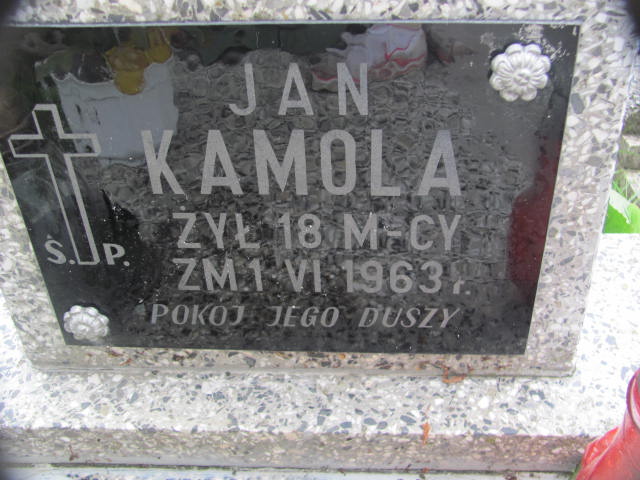 JAN
KAMOLA
Ś. P.
ŻYŁ 18 M-CY
ZM. 1 VI 1963 r.
POKÓJ JEGO DUSZY